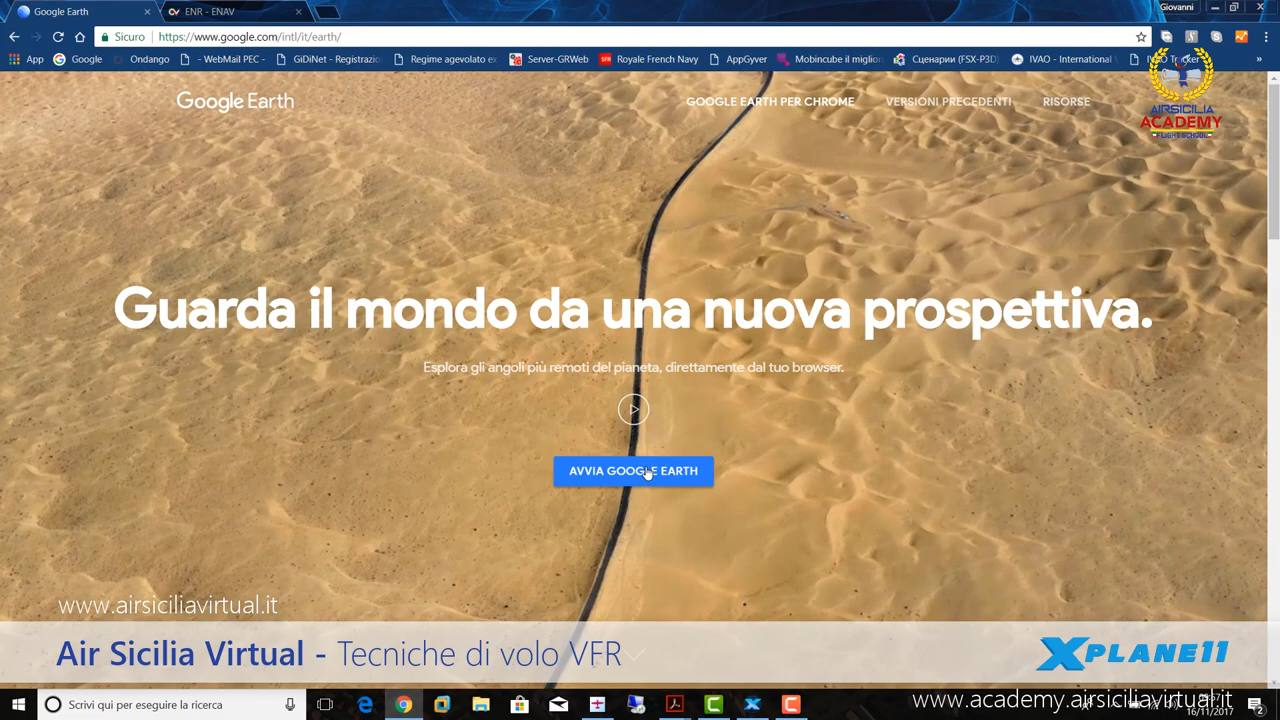 Google Earth
ENR - ENAV
Giovanni
Sicuro
https://www.google.com/intl/it/earth/
App
Google
Ondango
- WebMail PEC -
GiDiNet - Registrazio
Regime agevolato ex
Server-GRWeb
Royale French Navy
AppGyver
Mobincube il miglior
Сценарии (FSX-P3D)
IVAO - International
»
Google Earth
GOOGLE EARTH PER CHROME
VERSIONI PRECEDENTI
RISORSE
AIRSICILIA
ACADEMY
FLIGHT SCHOOL
Guarda il mondo da una nuova prospettiva.
Esplora gli angoli più remoti del pianeta, direttamente dal tuo browser.
AVVIA GOOGLE EARTH
www.airsiciliavirtual.it
Air Sicilia Virtual - Tecniche di volo VFR
XPLANE11
Scrivi qui per eseguire la ricerca
www.academy.airsiciliavirtual.it
16/11/2017
2